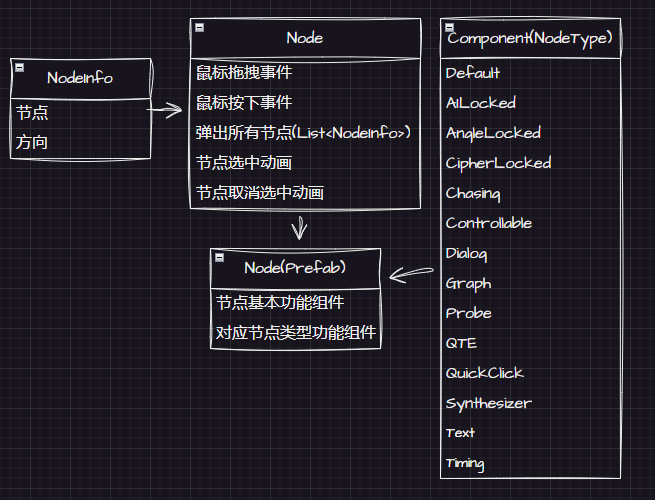 NodeInfo
节点
方向
Node
鼠标拖拽事件
鼠标按下事件
弹出所有节点(List<NodeInfo>)
节点选中动画
节点取消选中动画
Node(Prefab)
节点基本功能组件
对应节点类型功能组件
Component(NodeType)
Default
AILocked
AngleLocked
CipherLocked
Chasing
Controllable
Dialog
Graph
Probe
QTE
QuickClick
Synthesizer
Text
Timing